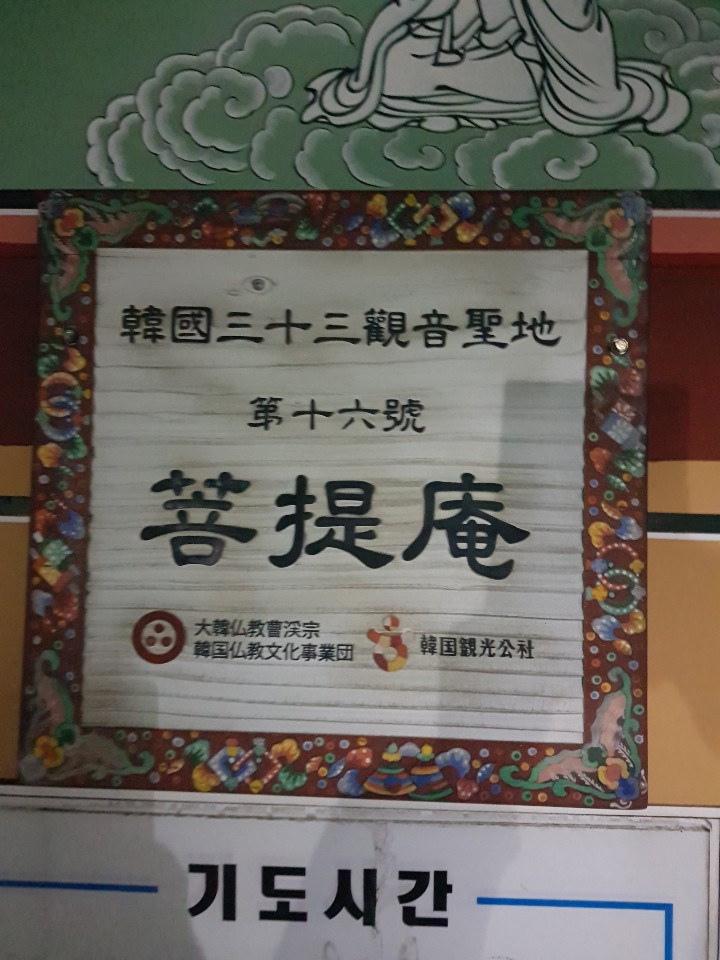 韓國三十三觀音聖地
第十六號
菩提庵
大韓仏教曹渓宗
韓国仏教文化事業団
韓国観光公社
기도시간